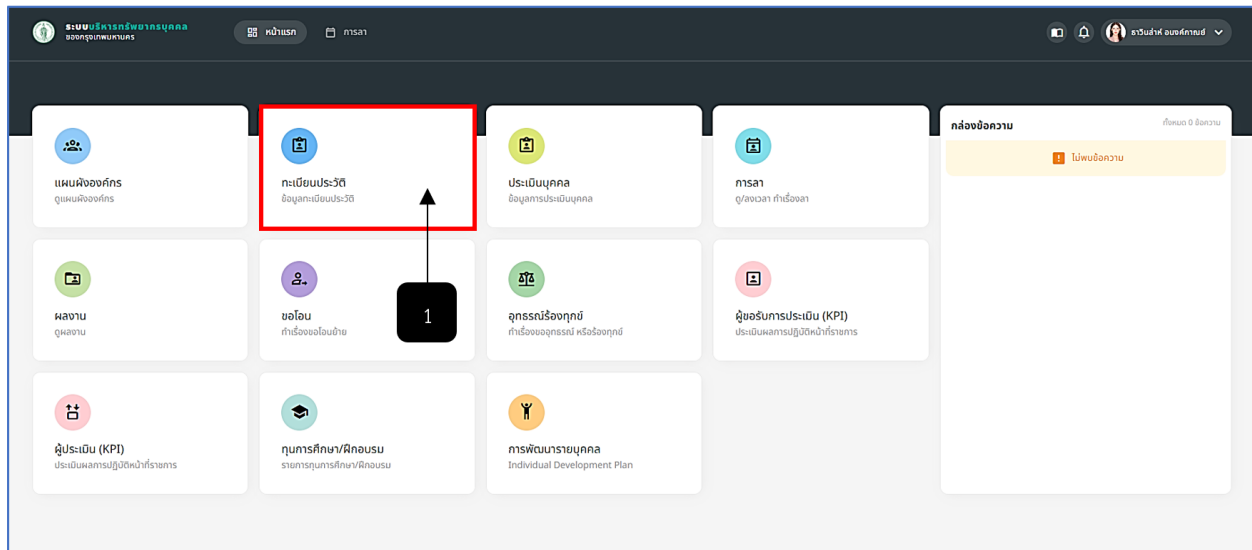 ระบบบริหารทรัพยากรบุคคล
ของกรุงเทพมหานคร
หน้าแรก
การลา
ธาวินล่าห์ อนงค์กาณย์
แผนผังองค์กร
ดูแผนผังองค์กร
ทะเบียนประวัติ
ข้อมูลทะเบียนประวัติ
ประเมินบุคคล
ข้อมูลการประเมินบุคคล
การลา
ดู/ลงเวลา ทำเรื่องลา
กล่องข้อความ
ทั้งหมด 0 ข้อความ
ไม่พบข้อความ
ผลงาน
ดูผลงาน
ขอโอน
ทำเรื่องขอโอนย้าย
1
อุทธรณ์ร้องทุกข์
ทำเรื่องขออุทธรณ์ หรือร้องทุกข์
ผู้ขอรับการประเมิน (KPI)
ประเมินผลการปฏิบัติหน้าที่ราชการ
ผู้ประเมิน (KPI)
ประเมินผลการปฏิบัติหน้าที่ราชการ
ทุนการศึกษา/ฝึกอบรม
รายการทุนการศึกษา/ฝึกอบรม
การพัฒนารายบุคคล
Individual Development Plan